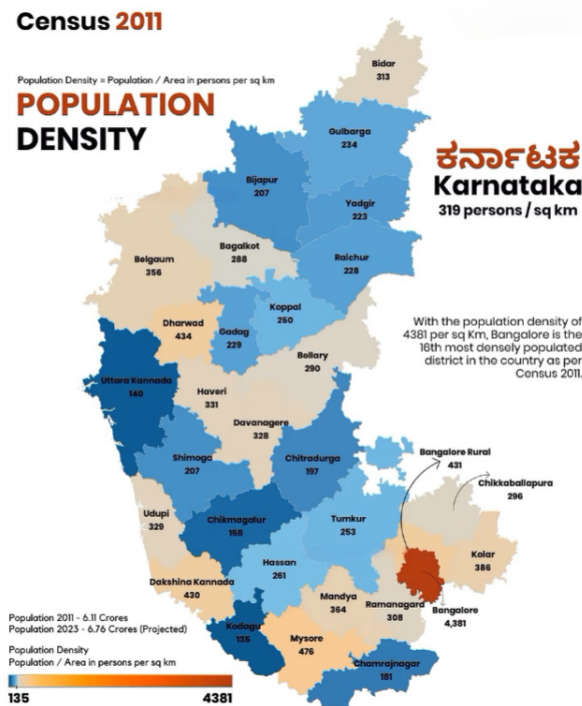 Census 2011
Population Density = Population / Area in persons per sq km
POPULATION
DENSITY
ಕರ್ನಾಟಕ
Karnataka
319 persons / sq km
With the population density of
4381 per sq Km, Bangalore is the
16th most densely populated
district in the country as per
Census 2011.
Bidar
313
Gulbarga
234
Bijapur
207
Yadgir
223
Bagalkot
288
Raichur
228
Belgaum
356
Koppal
250
Dharwad
434
Gadag
229
Bellary
290
Uttara Kannada
140
Haveri
331
Davanagere
328
Shimoga
207
Chitradurga
197
Bangalore Rural
431
Chikkaballapura
296
Udupi
329
Chikmagalur
158
Tumkur
253
Kolar
386
Hassan
261
Dakshina Kannada
430
Mandya
364
Ramanagard
308
Bangalore
4,381
Kodagu
135
Mysore
476
Chamrajnagar
181
Population 2011 - 6.11 Crores
Population 2023 - 6.76 Crores (Projected)
Population Density
Population / Area in persons per sq km
135
4381